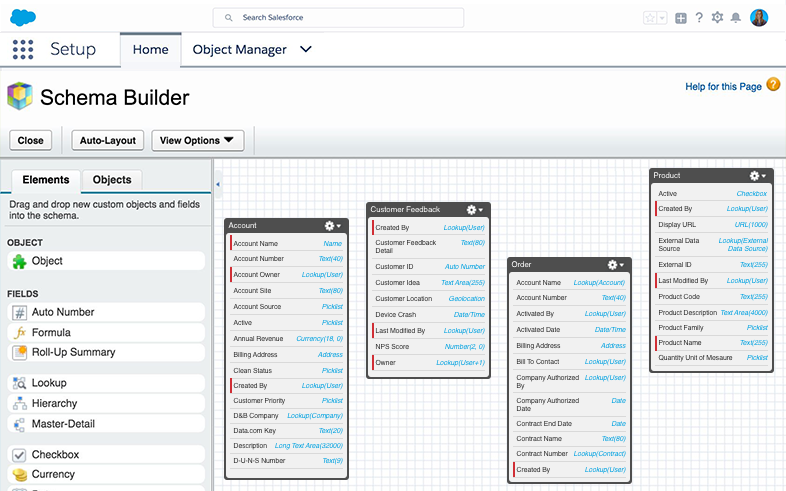 Search Salesforce
Setup
Home
Object Manager
Schema Builder
Help for this Page
Close
Auto-Layout
View Options
Elements
Objects
Drag and drop new custom objects and fields
into the schema.
OBJECT
Object
FIELDS
Auto Number
Formula
Roll-Up Summary
Lookup
Hierarchy
Master-Detail
Checkbox
Currency
Account
Account Name Name
Account Number Text(40)
Account Owner Lookup(User)
Account Site Text(80)
Account Source Picklist
Active Picklist
Annual Revenue Currency(18, 0)
Billing Address Address
Clean Status Picklist
Created By Lookup(User)
Customer Priority Picklist
D&B Company Lookup(Company)
Data.com Key Text(20)
Description Long Text Area(32000)
D-U-N-S Number Text(9)
Customer Feedback
Created By Lookup(User)
Customer Feedback Text(80)
Detail
Customer ID Auto Number
Customer Idea Text Area(255)
Customer Location Geolocation
Device Crash Date/Time
Last Modified By Lookup(User)
NPS Score Number(2, 0)
Owner Lookup(User+1)
Order
Account Name Lookup(Account)
Account Number Text(40)
Activated By Lookup(User)
Activated Date Date/Time
Billing Address Address
Bill To Contact Lookup(User)
Company Authorized Lookup(User)
By
Company Authorized Date
Date
Contract End Date Date
Contract Name Text(80)
Contract Number Lookup(Contract)
Created By Lookup(User)
Product
Active Checkbox
Created By Lookup(User)
Display URL URL(1000)
External Data Lookup(External
Source Data Source)
External ID Text(255)
Last Modified By Lookup(User)
Product Code Text(255)
Product Description Text Area(4000)
Product Family Picklist
Product Name Text(255)
Quantity Unit of Mesaure Picklist